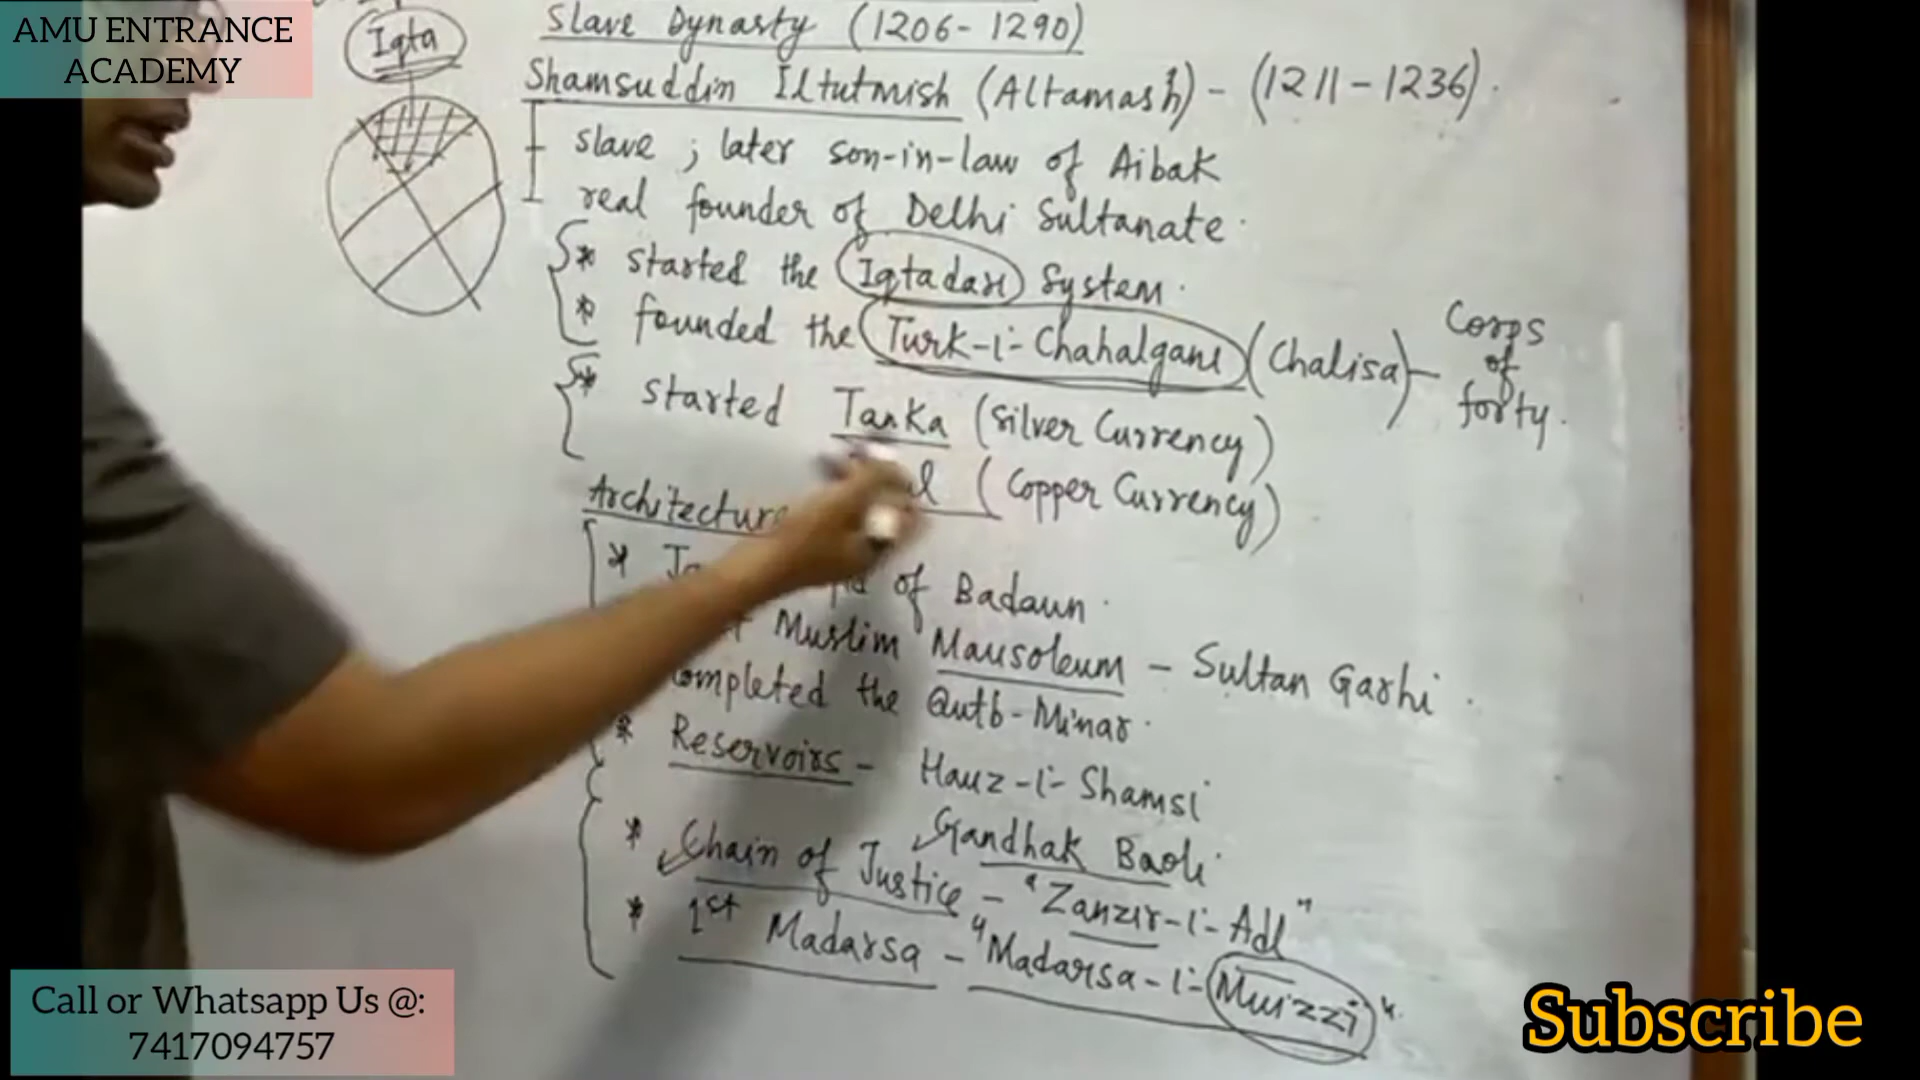 AMU ENTRANCE
ACADEMY
Iqta
Slave Dynasty (1206-1290)
Shamsuddin Iltutmish (Altamash) - (1211-1236).
slave ; later son-in-law of Aibak
real founder of Delhi Sultanate.
* started the Iqtadari System.
* founded the Turk-i-Chahalgani (Chalisa) - Corps of forty.
* started Tanka (Silver Currency)
(Copper Currency)
Architecture
* of Badaun.
Muslim Mausoleum - Sultan Garhi.
completed the Qutb-Minar.
* Reservoirs - Hauz-i-Shamsi
Gandhak Baoli.
* Chain of Justice - "Zanzir-i-Adl"
* 1st Madarsa - "Madarsa-i-Muizzi".
Call or Whatsapp Us @:
7417094757
Subscribe